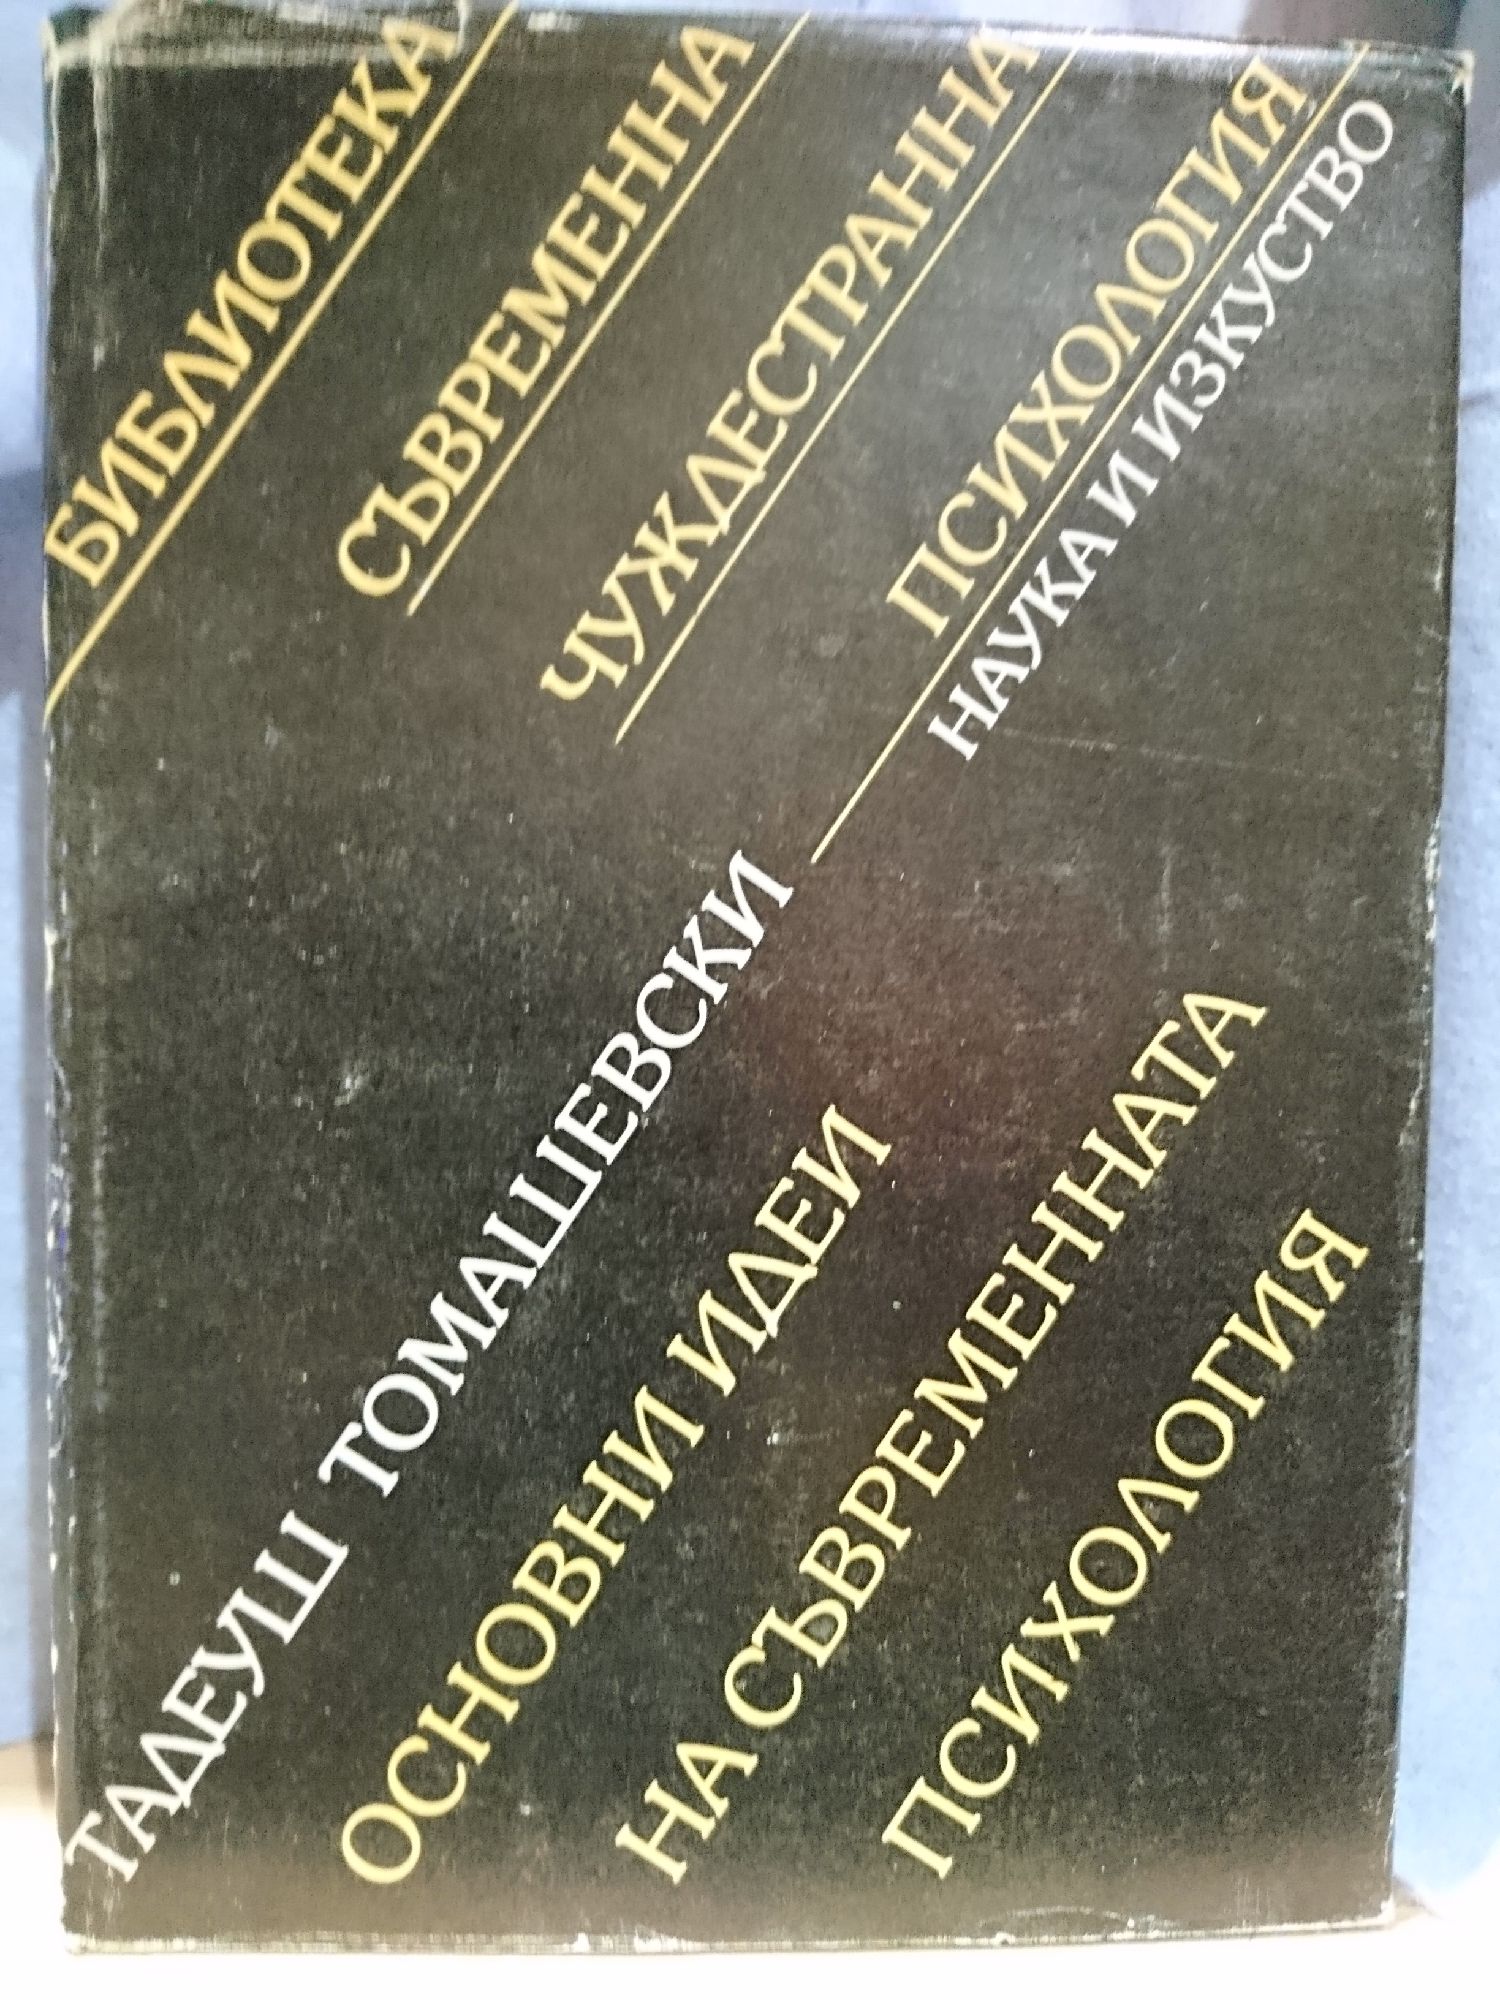 БИБЛИОТЕКА
СЪВРЕМЕННА
ЧУЖДЕСТРАННА
ПСИХОЛОГИЯ
НАУКА И ИЗКУСТВО
ТАДЕУШ ТОМАШЕВСКИ
ОСНОВНИ ИДЕИ
НА СЪВРЕМЕННАТА
ПСИХОЛОГИЯ